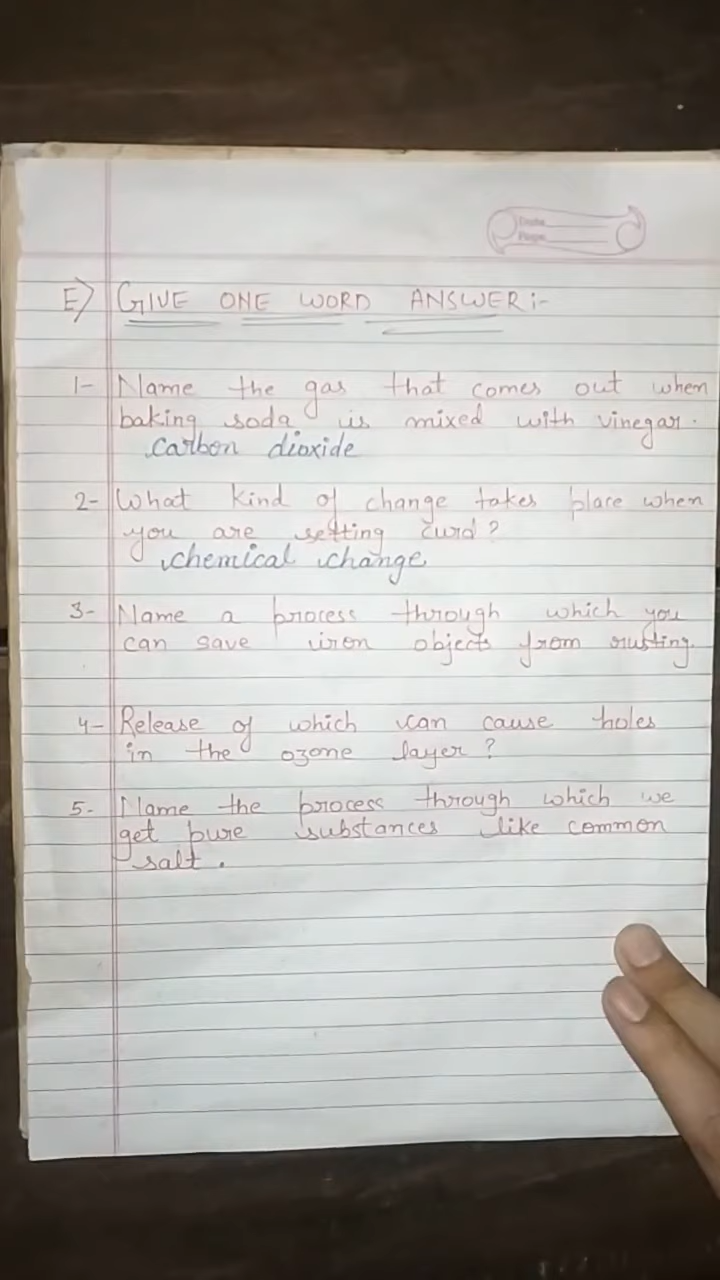 Date
Page
E) GIVE ONE WORD ANSWER:-
1- Name the gas that comes out when
baking soda is mixed with vinegar.
carbon dioxide
2- What kind of change takes place when
you are setting curd?
chemical change
3- Name a process through which you
can save iron objects from rusting.
4- Release of which can cause holes
in the ozone layer?
5- Name the process through which we
get pure substances like common
salt.